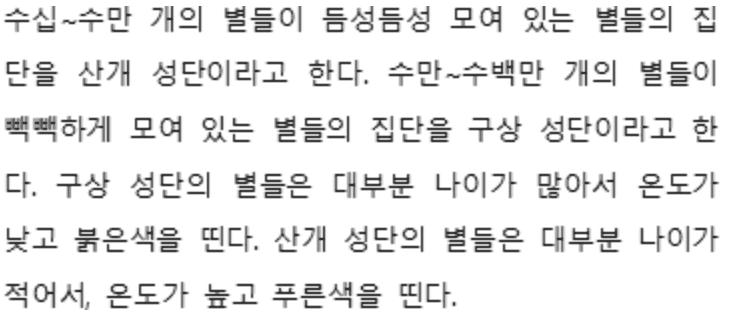 수십~수만 개의 별들이 듬성듬성 모여 있는 별들의 집
단을 산개 성단이라고 한다. 수만~수백만 개의 별들이
빽빽하게 모여 있는 별들의 집단을 구상 성단이라고 한
다. 구상 성단의 별들은 대부분 나이가 많아서 온도가
낮고 붉은색을 띤다. 산개 성단의 별들은 대부분 나이가
적어서, 온도가 높고 푸른색을 띤다.